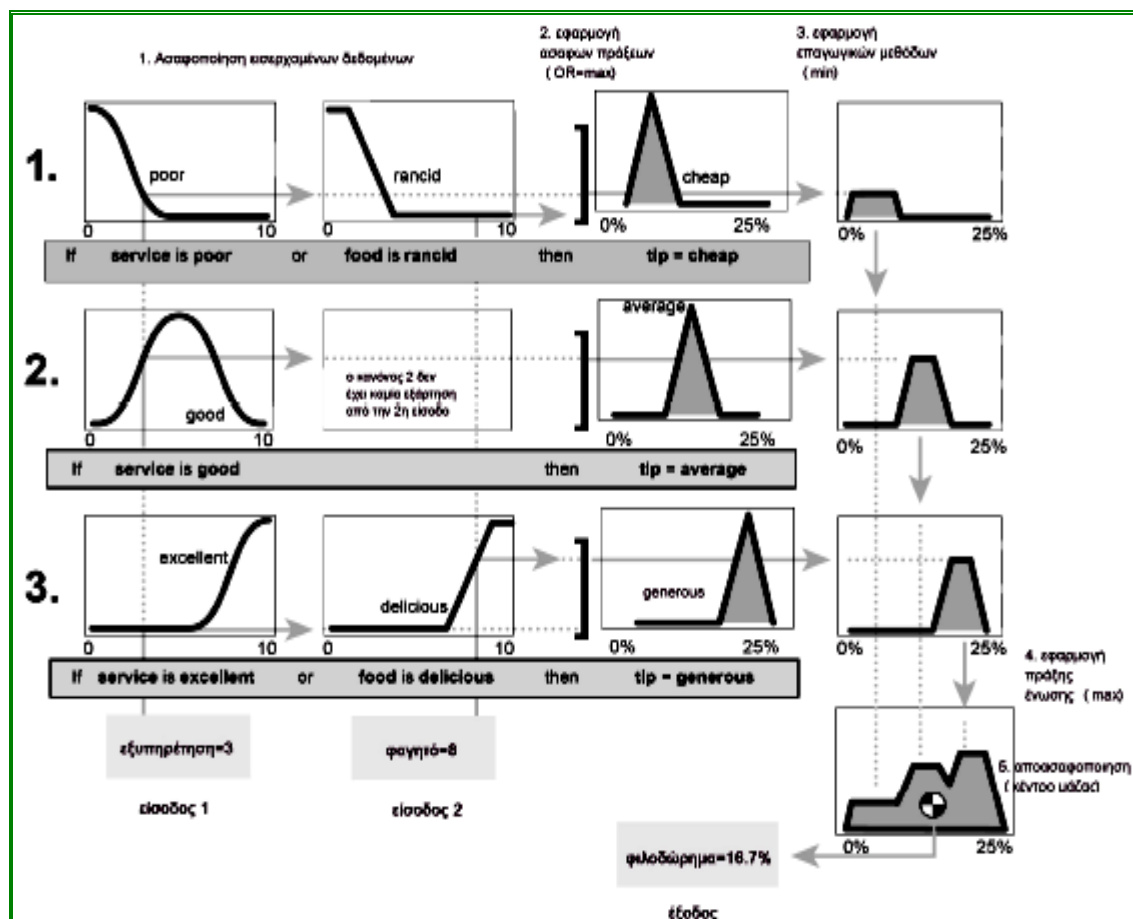 1. Ασαφοποίηση εισερχαμένων δεδομένων
2. εφαρμογή
ασαφων πράξεων
( OR=max)
3. εφαρμογή
επαγωγικών μεθόδων
( min)
1.
poor
0 10
rancid
0 10
cheap
0% 25%
0% 25%
If service is poor or food is rancid then tip = cheap
2.
good
0 10
ο κανόνας 2 δεν
έχει καμία εξάρτηση
από την 2η είσοδο
average
0% 25%
0% 25%
If service is good then tip = average
3.
excellent
0 10
delicious
0 10
generous
0% 25%
0% 25%
If service is excellent or food is delicious then tip = generous
4. εφαρμογή
πράξης
ένωσης ( max)
εξυπηρέτηση=3
φαγητό=8
είσοδος 1
είσοδος 2
5. αποασαφοποιηση
( κέντρο μάζας)
0% 25%
φιλοδώρημα=16.7%
έξοδος